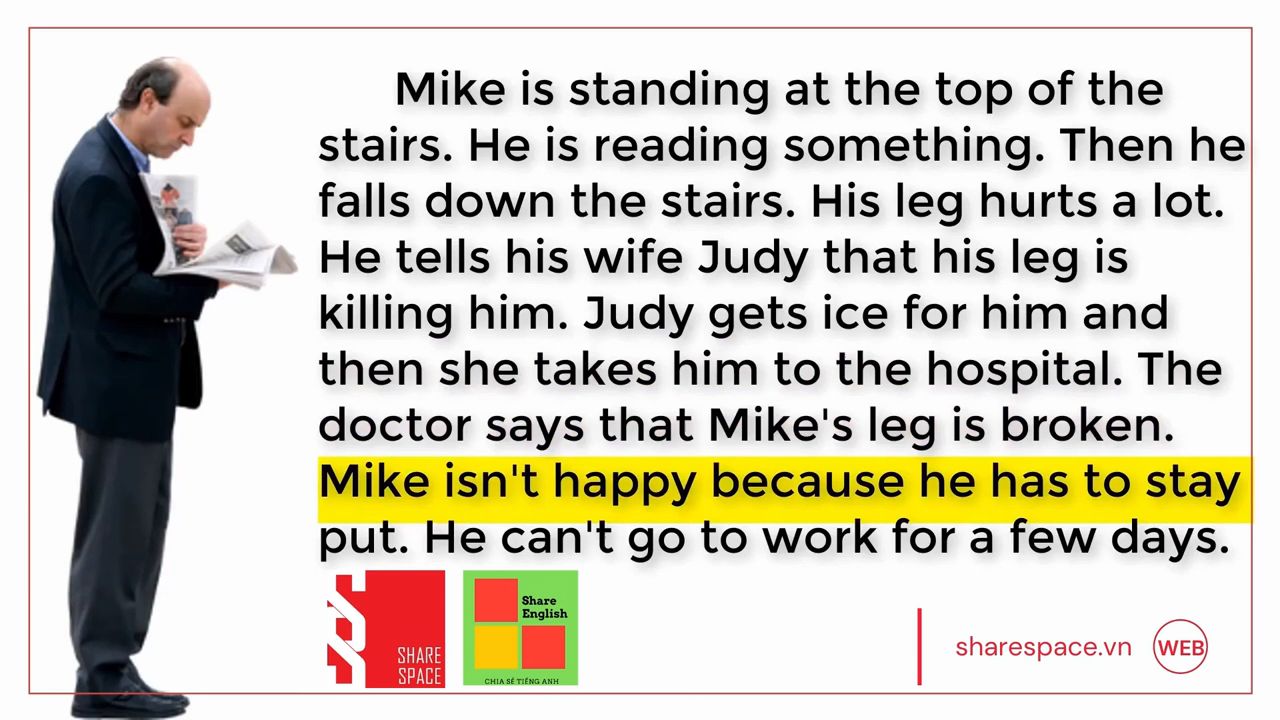 Mike is standing at the top of the
stairs. He is reading something. Then he
falls down the stairs. His leg hurts a lot.
He tells his wife Judy that his leg is
killing him. Judy gets ice for him and
then she takes him to the hospital. The
doctor says that Mike's leg is broken.
Mike isn't happy because he has to stay
put. He can't go to work for a few days.
SHARE
SPACE
Share
English
CHIA SẺ TIẾNG ANH
sharespace.vn
WEB